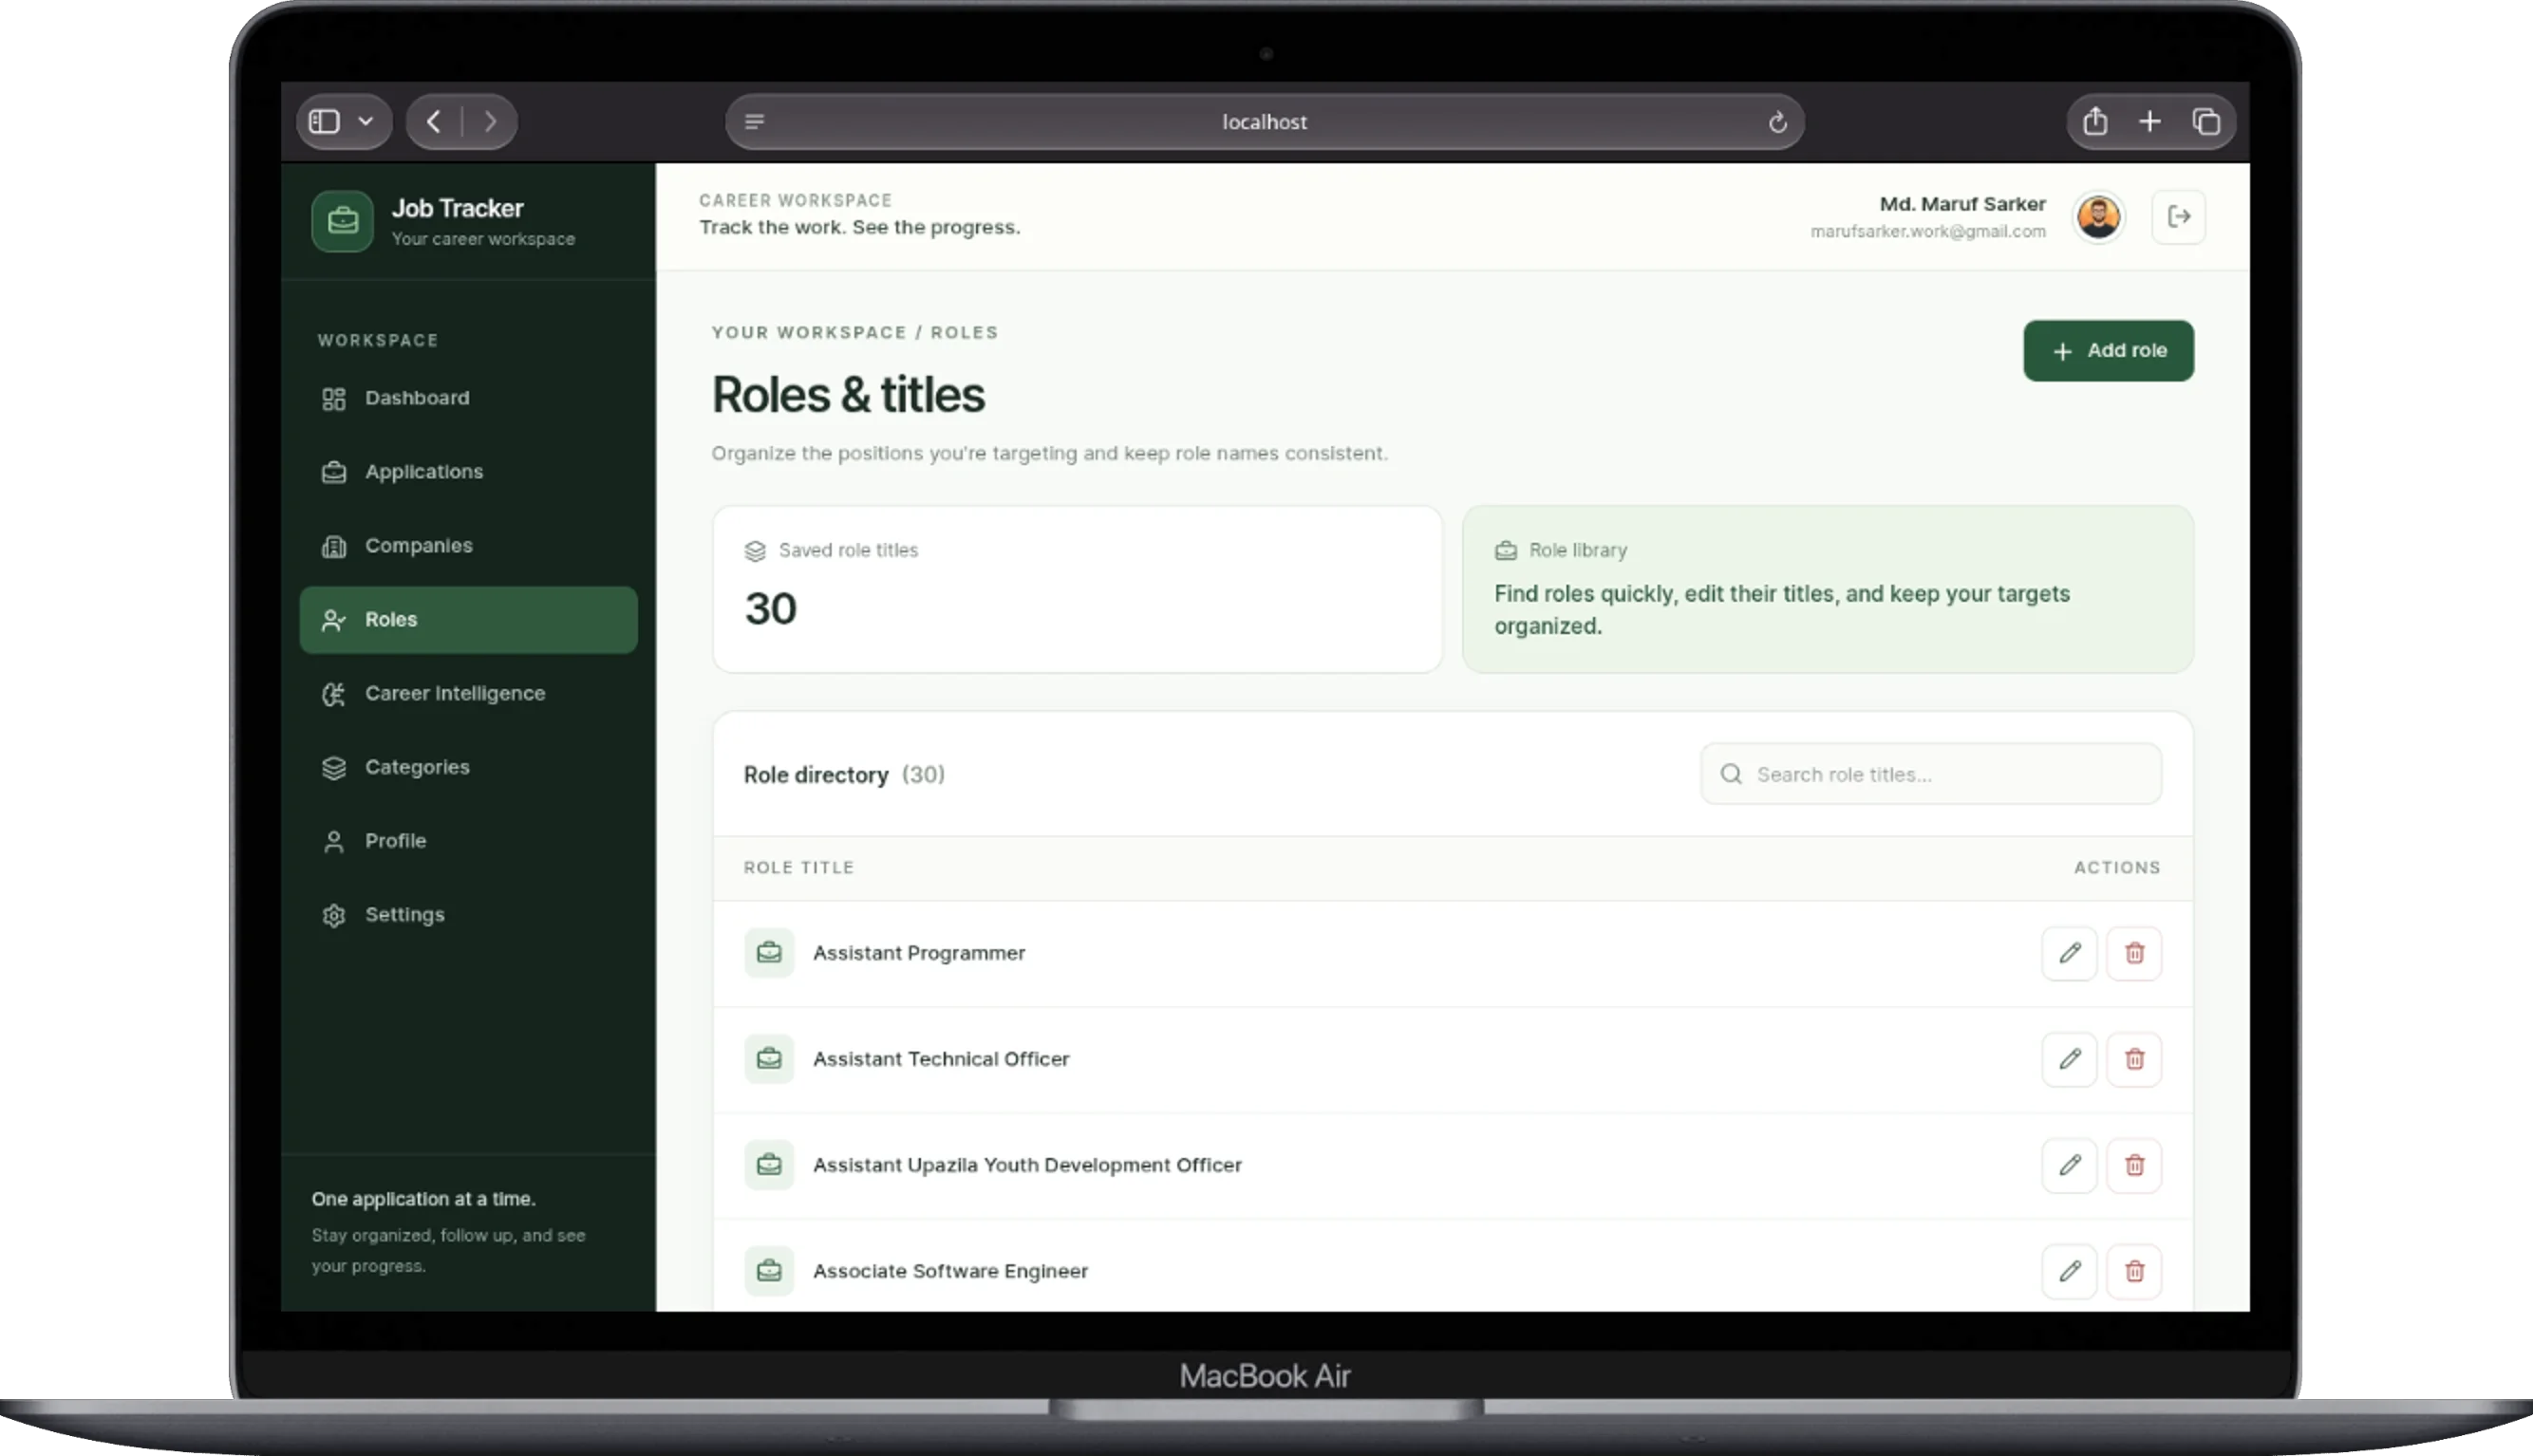 localhost
Job Tracker
Your career workspace
WORKSPACE
Dashboard
Applications
Companies
Roles
Career Intelligence
Categories
Profile
Settings
One application at a time.
Stay organized, follow up, and see
your progress.
CAREER WORKSPACE
Track the work. See the progress.
Md. Maruf Sarker
marufsarker.work@gmail.com
YOUR WORKSPACE / ROLES
Roles & titles
Organize the positions you're targeting and keep role names consistent.
Add role
Saved role titles
30
Role library
Find roles quickly, edit their titles, and keep your targets
organized.
Role directory (30)
Search role titles...
ROLE TITLE ACTIONS
Assistant Programmer
Assistant Technical Officer
Assistant Upazila Youth Development Officer
Associate Software Engineer
MacBook Air